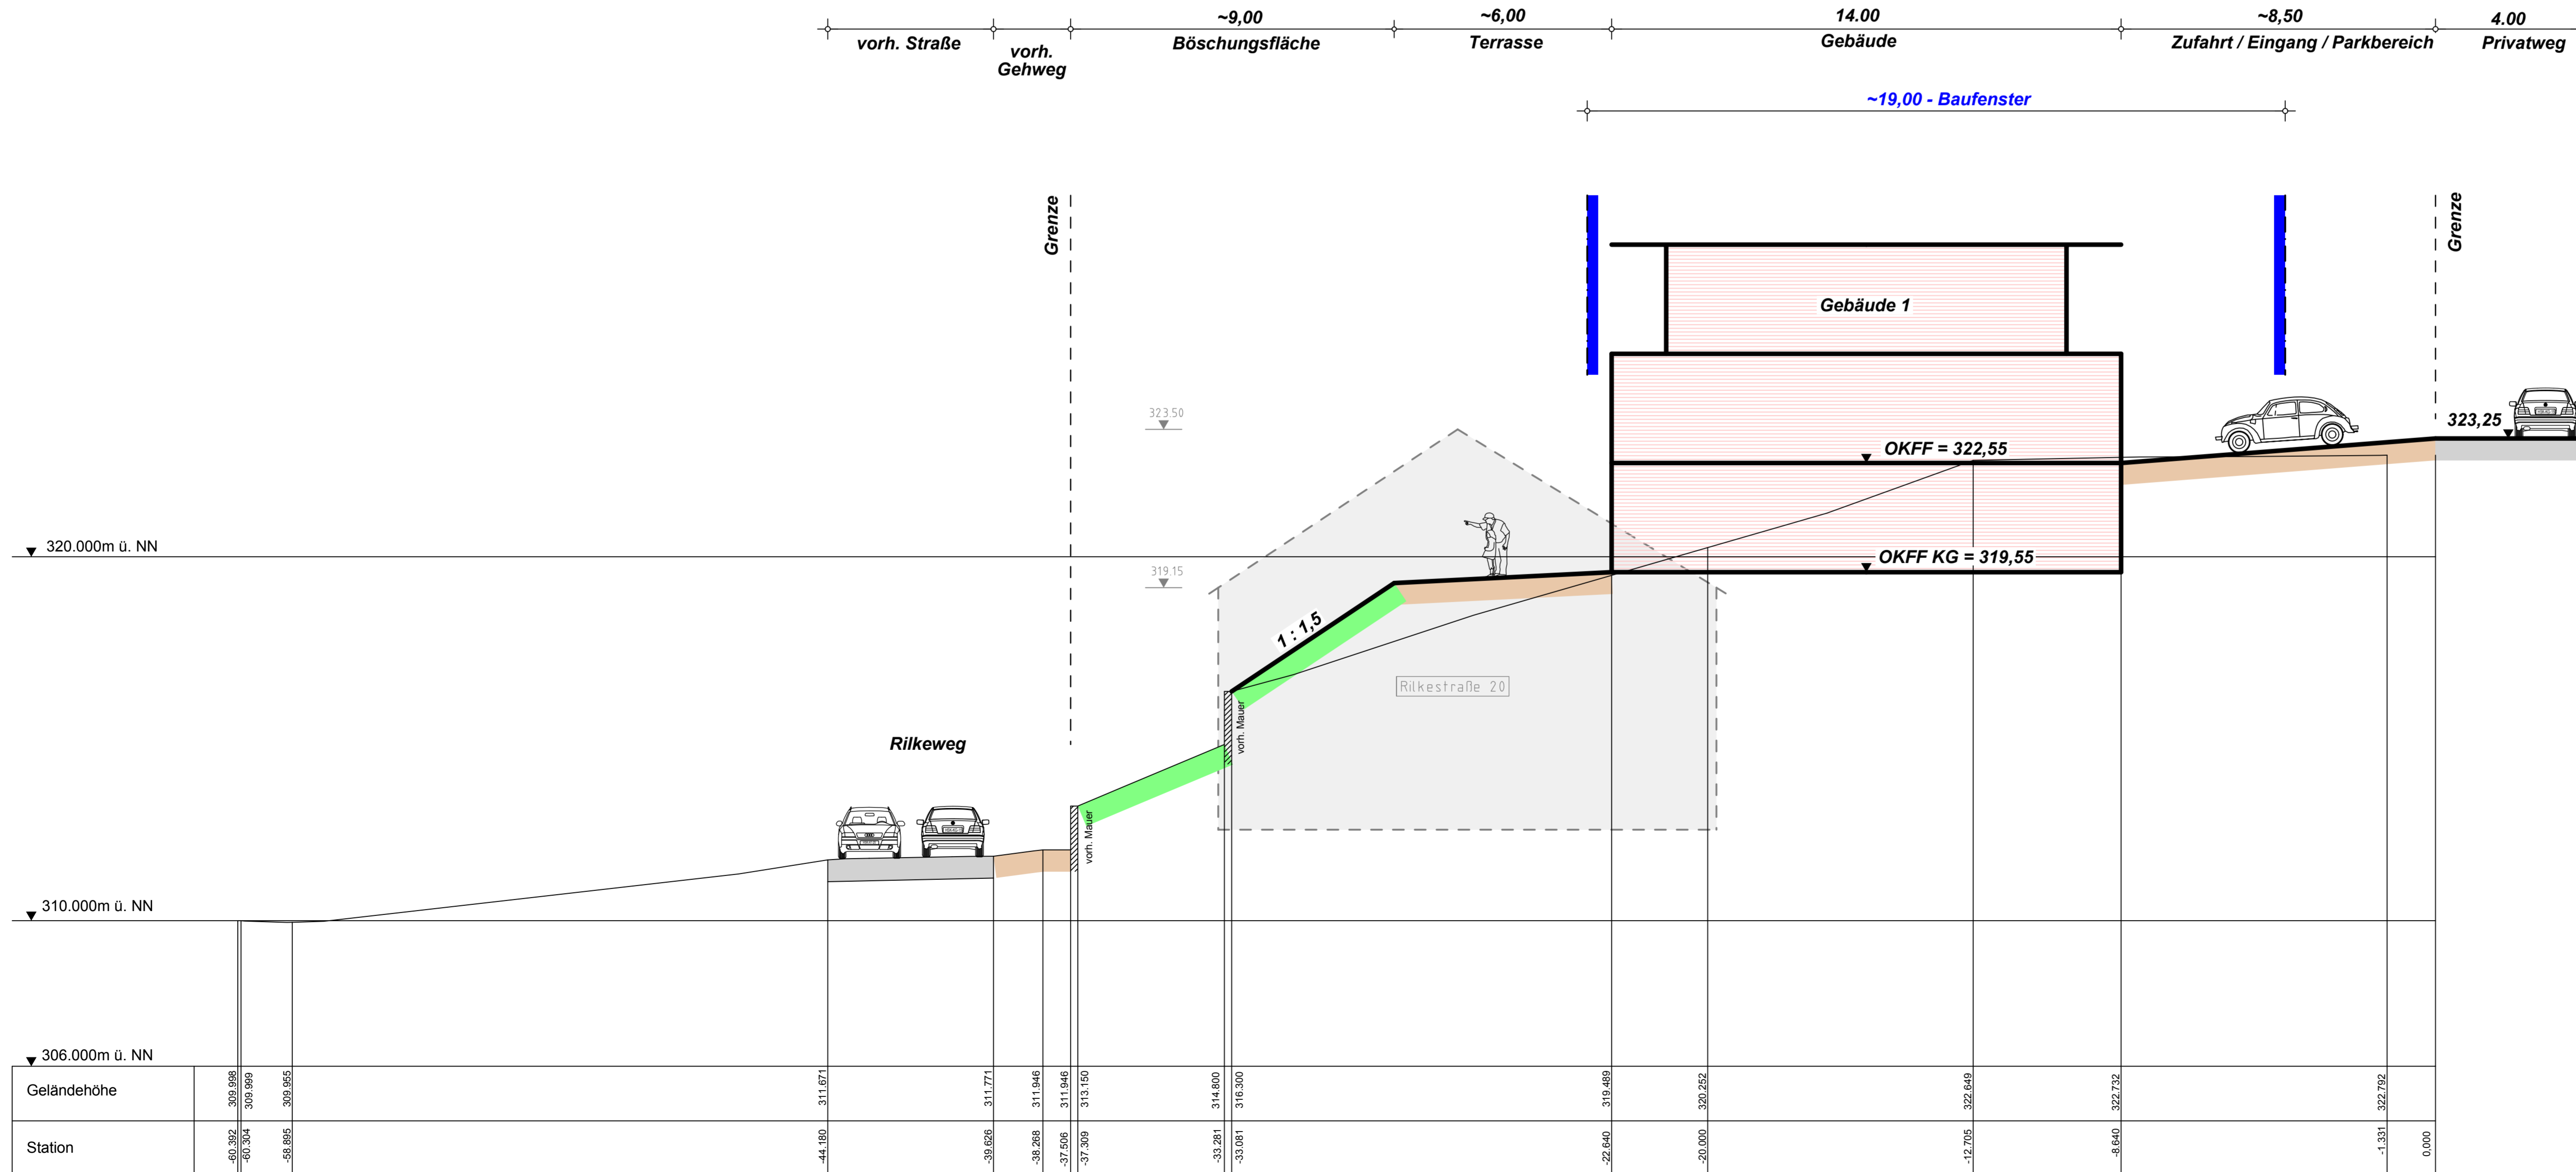 ~9,00
~6,00
14.00
~8,50
4.00
vorh. Straße
vorh.
Gehweg
Böschungsfläche
Terrasse
Gebäude
Zufahrt / Eingang / Parkbereich
Privatweg
~19,00 - Baufenster
Grenze
Grenze
Gebäude 1
323.50
323,25
OKFF = 322,55
320.000m ü. NN
OKFF KG = 319,55
319.15
1 : 1,5
Rilkestraße 20
vorh. Mauer
Rilkeweg
vorh. Mauer
310.000m ü. NN
306.000m ü. NN
Geländehöhe
309.998
309.999
309.955
311.671
311.771
311.946
311.946
313.150
314.800
316.300
319.489
320.252
322.649
322.732
322.792
Station
-60.392
-60.304
-58.895
-44.180
-39.626
-38.268
-37.506
-37.309
-33.281
-33.081
-22.640
-20.000
-12.705
-8.640
-1.331
0,000